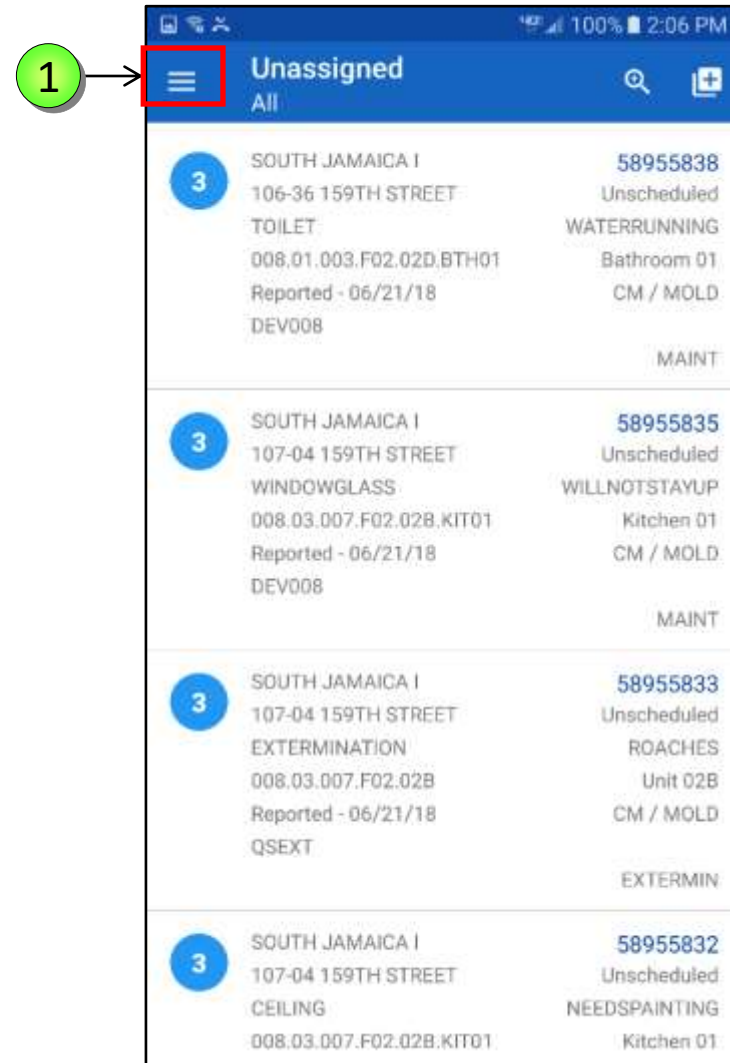 100% 2:06 PM
1
Unassigned
All
3
SOUTH JAMAICA I 58955838
106-36 159TH STREET Unscheduled
TOILET WATERRUNNING
008.01.003.F02.02D.BTH01 Bathroom 01
Reported - 06/21/18 CM / MOLD
DEV008
MAINT
3
SOUTH JAMAICA I 58955835
107-04 159TH STREET Unscheduled
WINDOWGLASS WILLNOTSTAYUP
008.03.007.F02.02B.KIT01 Kitchen 01
Reported - 06/21/18 CM / MOLD
DEV008
MAINT
3
SOUTH JAMAICA I 58955833
107-04 159TH STREET Unscheduled
EXTERMINATION ROACHES
008.03.007.F02.02B Unit 02B
Reported - 06/21/18 CM / MOLD
QSEXT
EXTERMIN
3
SOUTH JAMAICA I 58955832
107-04 159TH STREET Unscheduled
CEILING NEEDSPAINTING
008.03.007.F02.02B.KIT01 Kitchen 01